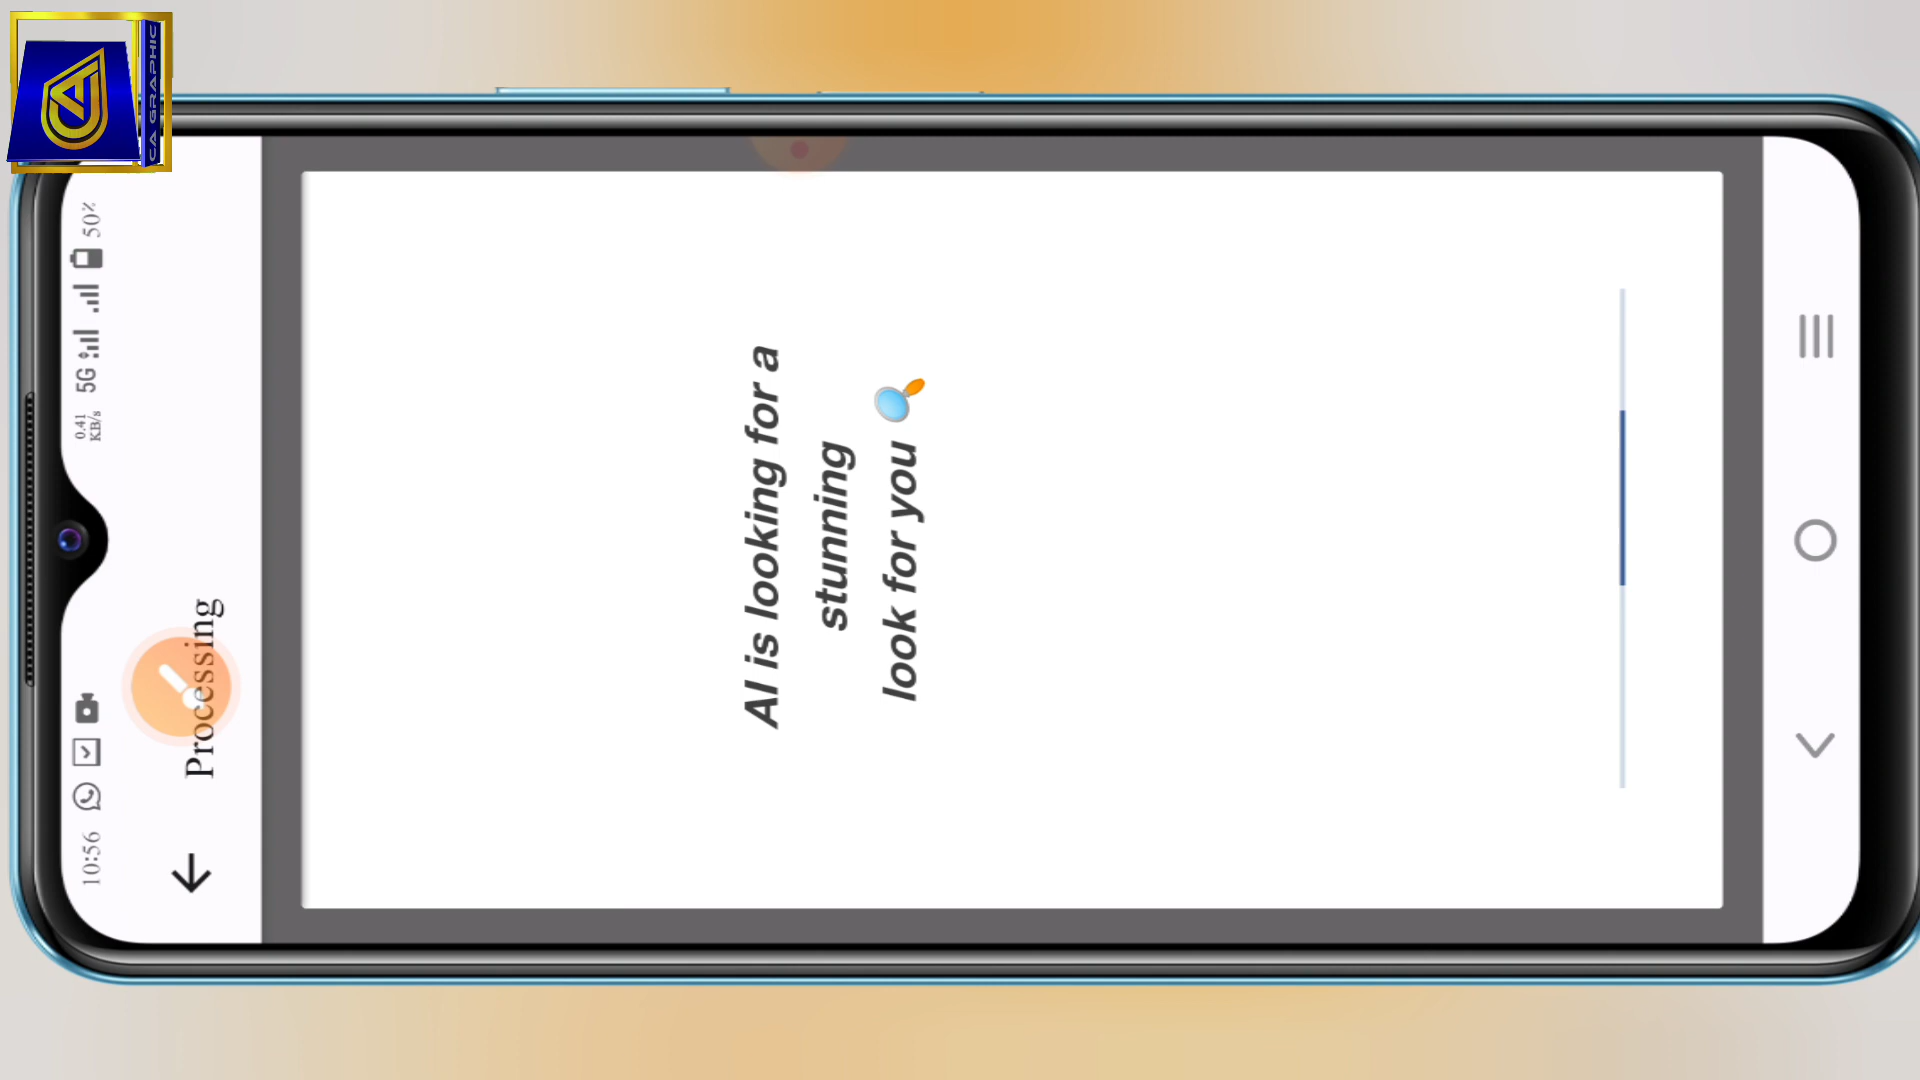 CA GRAPHIC
10:56
0.41
KB/s
5G
50%
Processing
AI is looking for a
stunning
look for you